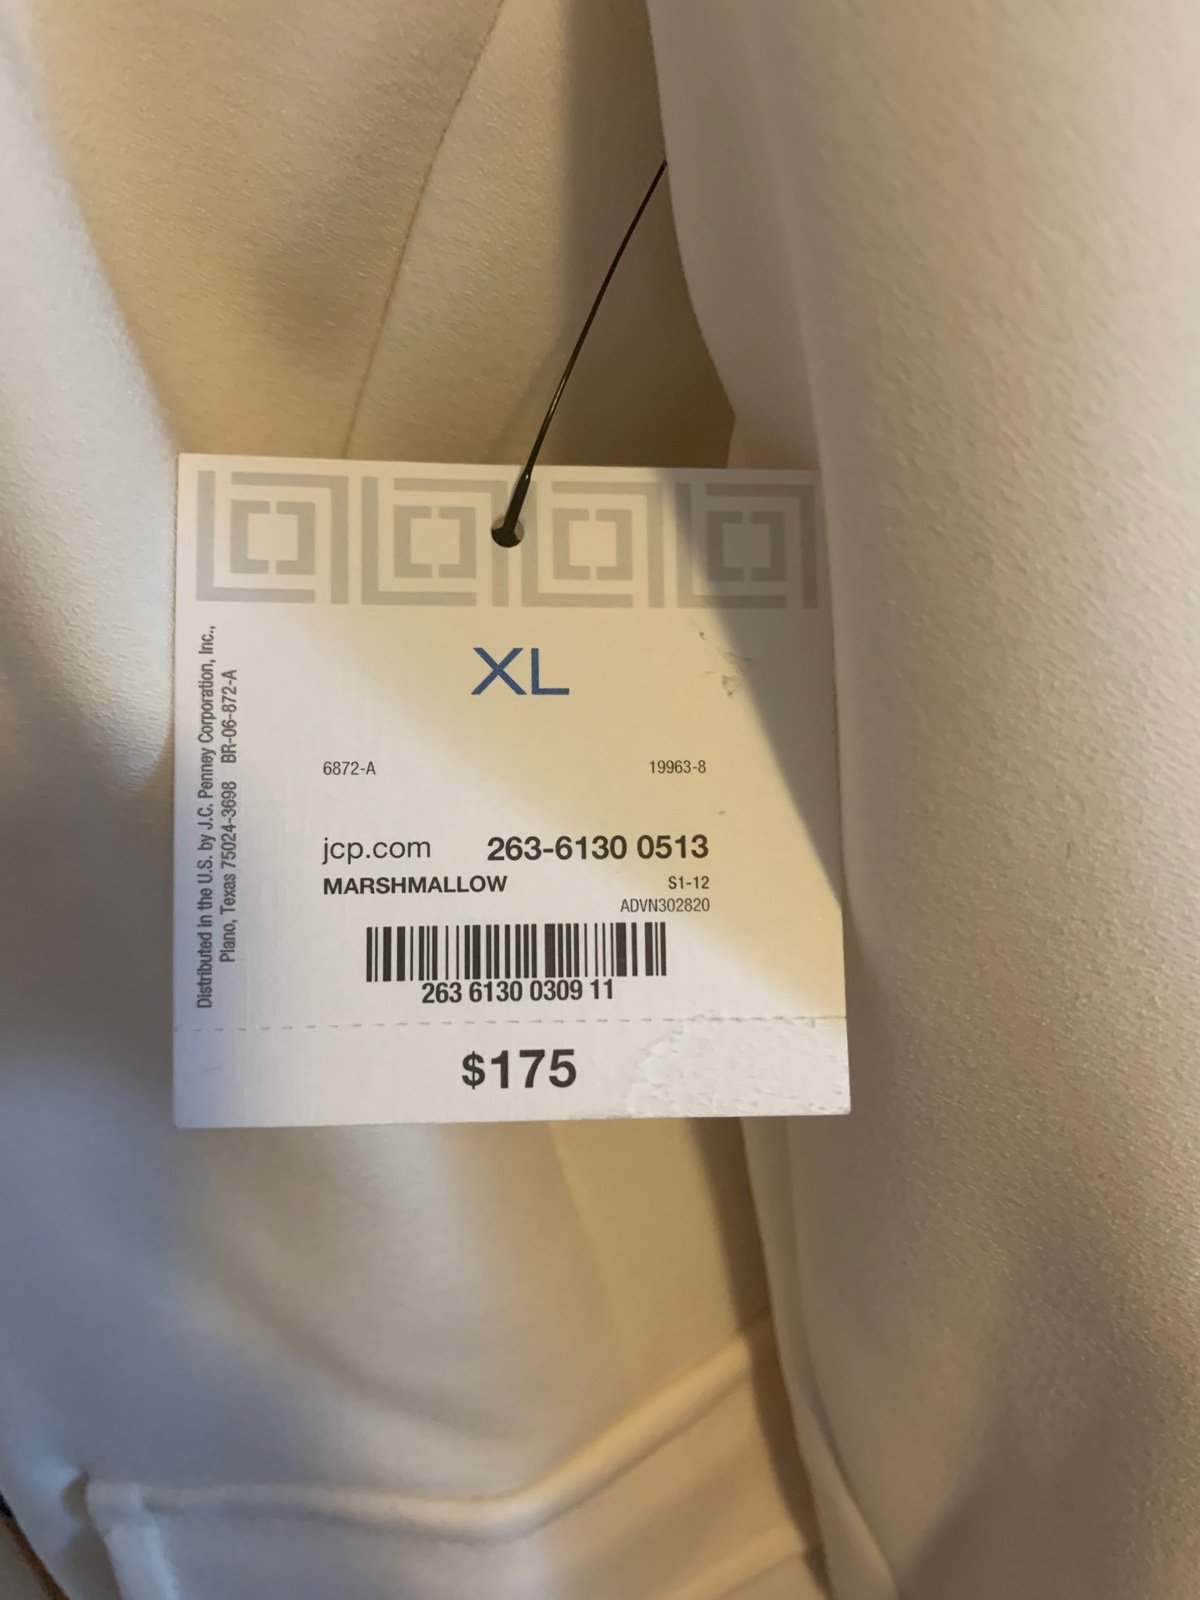 XL
6872-A 19963-8
jcp.com 263-6130 0513
MARSHMALLOW S1-12
ADVN302820
263 6130 0309 11
$175
Distributed in the U.S. by J.C. Penney Corporation, Inc.,
Plano, Texas 75024-3698 BR-06-872-A